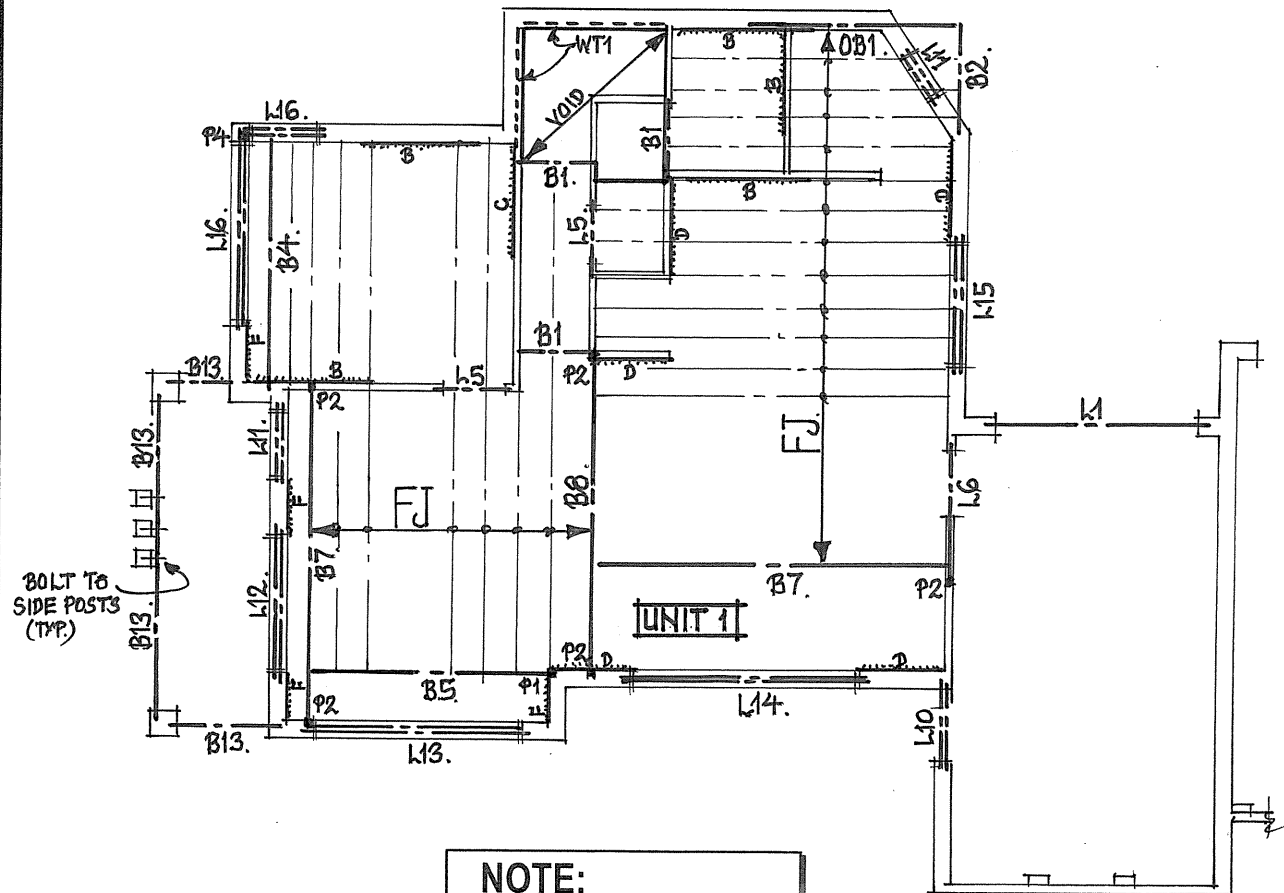 WT1
B
OB1.
L11
B2.
L16.
VOID
B
P4
B.
B1
B1.
B
C
D
L16.
B4.
L5.
D
L15
F
B1
B13.
B
L5
P2
D
P2
L1
B13.
L11.
FJ.
L6
F
FJ
B8.
B7.
B7.
P2
BOLT TO
SIDE POSTS
(TYP.)
L12.
UNIT 1
B13.
P2
D
D
F
B5.
P1
P2
F
L14.
L10
B13.
L13.
NOTE: